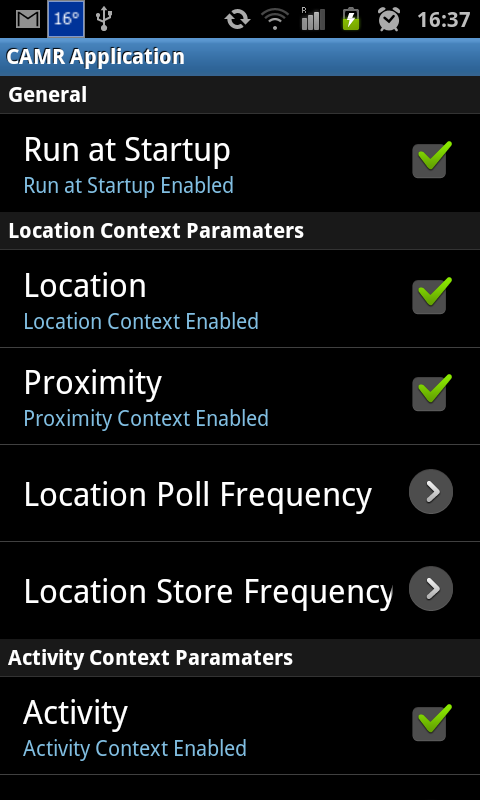 16° R 16:37
CAMR Application
General
Run at Startup
Run at Startup Enabled
Location Context Paramaters
Location
Location Context Enabled
Proximity
Proximity Context Enabled
Location Poll Frequency
Location Store Frequency
Activity Context Paramaters
Activity
Activity Context Enabled